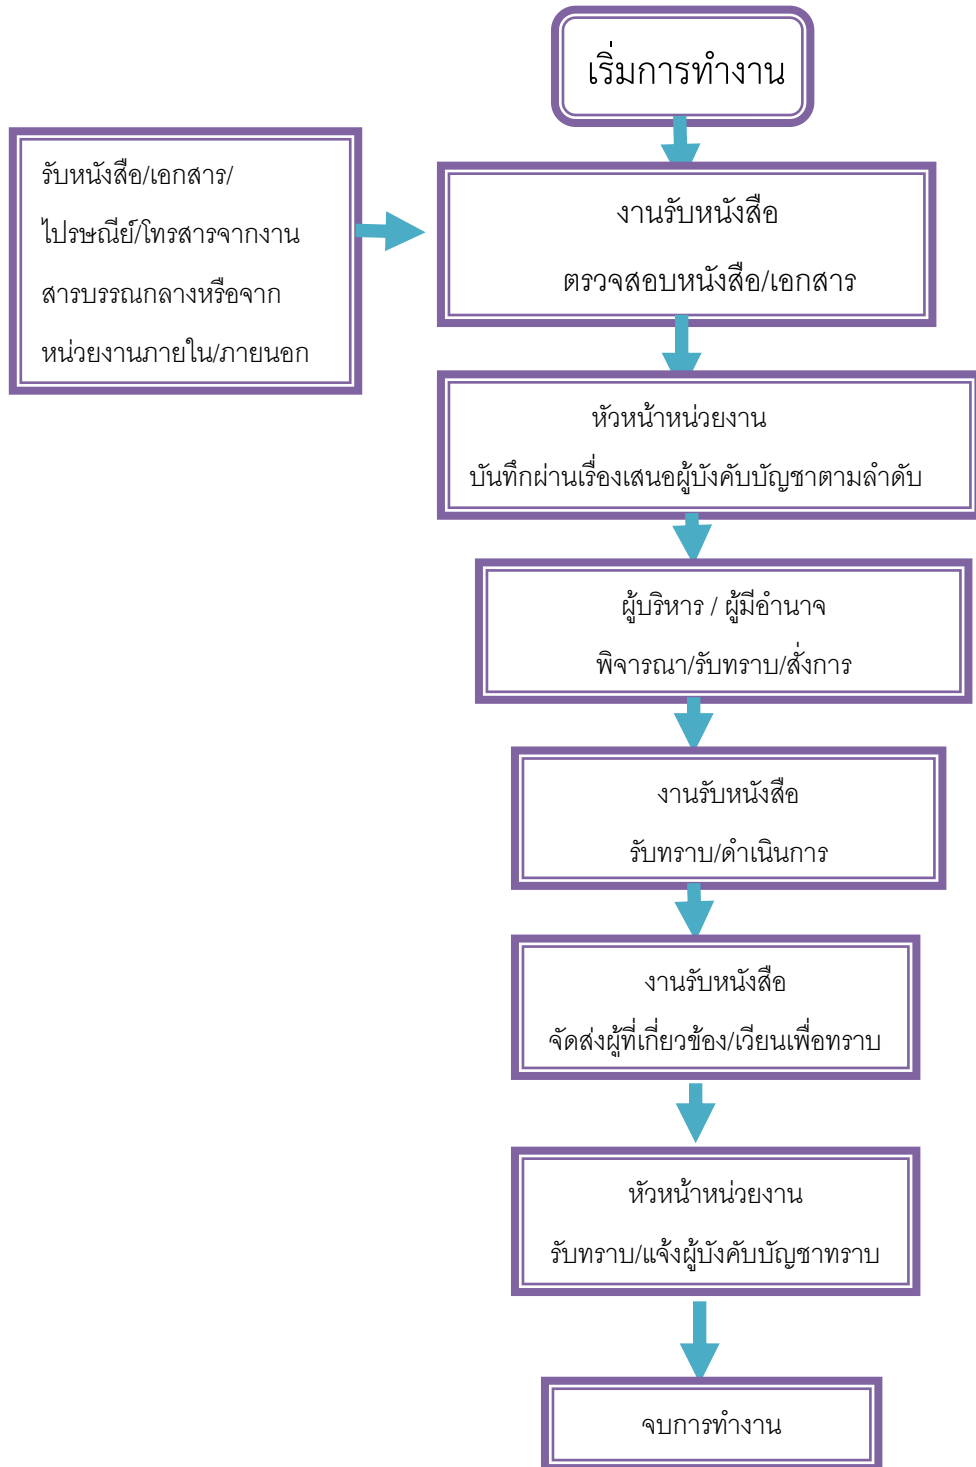 เริ่มการทำงาน
รับหนังสือ/เอกสาร/
ไปรษณีย์/โทรสารจากงาน
สารบรรณกลางหรือจาก
หน่วยงานภายใน/ภายนอก
งานรับหนังสือ
ตรวจสอบหนังสือ/เอกสาร
หัวหน้าหน่วยงาน
บันทึกผ่านเรื่องเสนอผู้บังคับบัญชาตามลำดับ
ผู้บริหาร / ผู้มีอำนาจ
พิจารณา/รับทราบ/สั่งการ
งานรับหนังสือ
รับทราบ/ดำเนินการ
งานรับหนังสือ
จัดส่งผู้ที่เกี่ยวข้อง/เวียนเพื่อทราบ
หัวหน้าหน่วยงาน
รับทราบ/แจ้งผู้บังคับบัญชาทราบ
จบการทำงาน